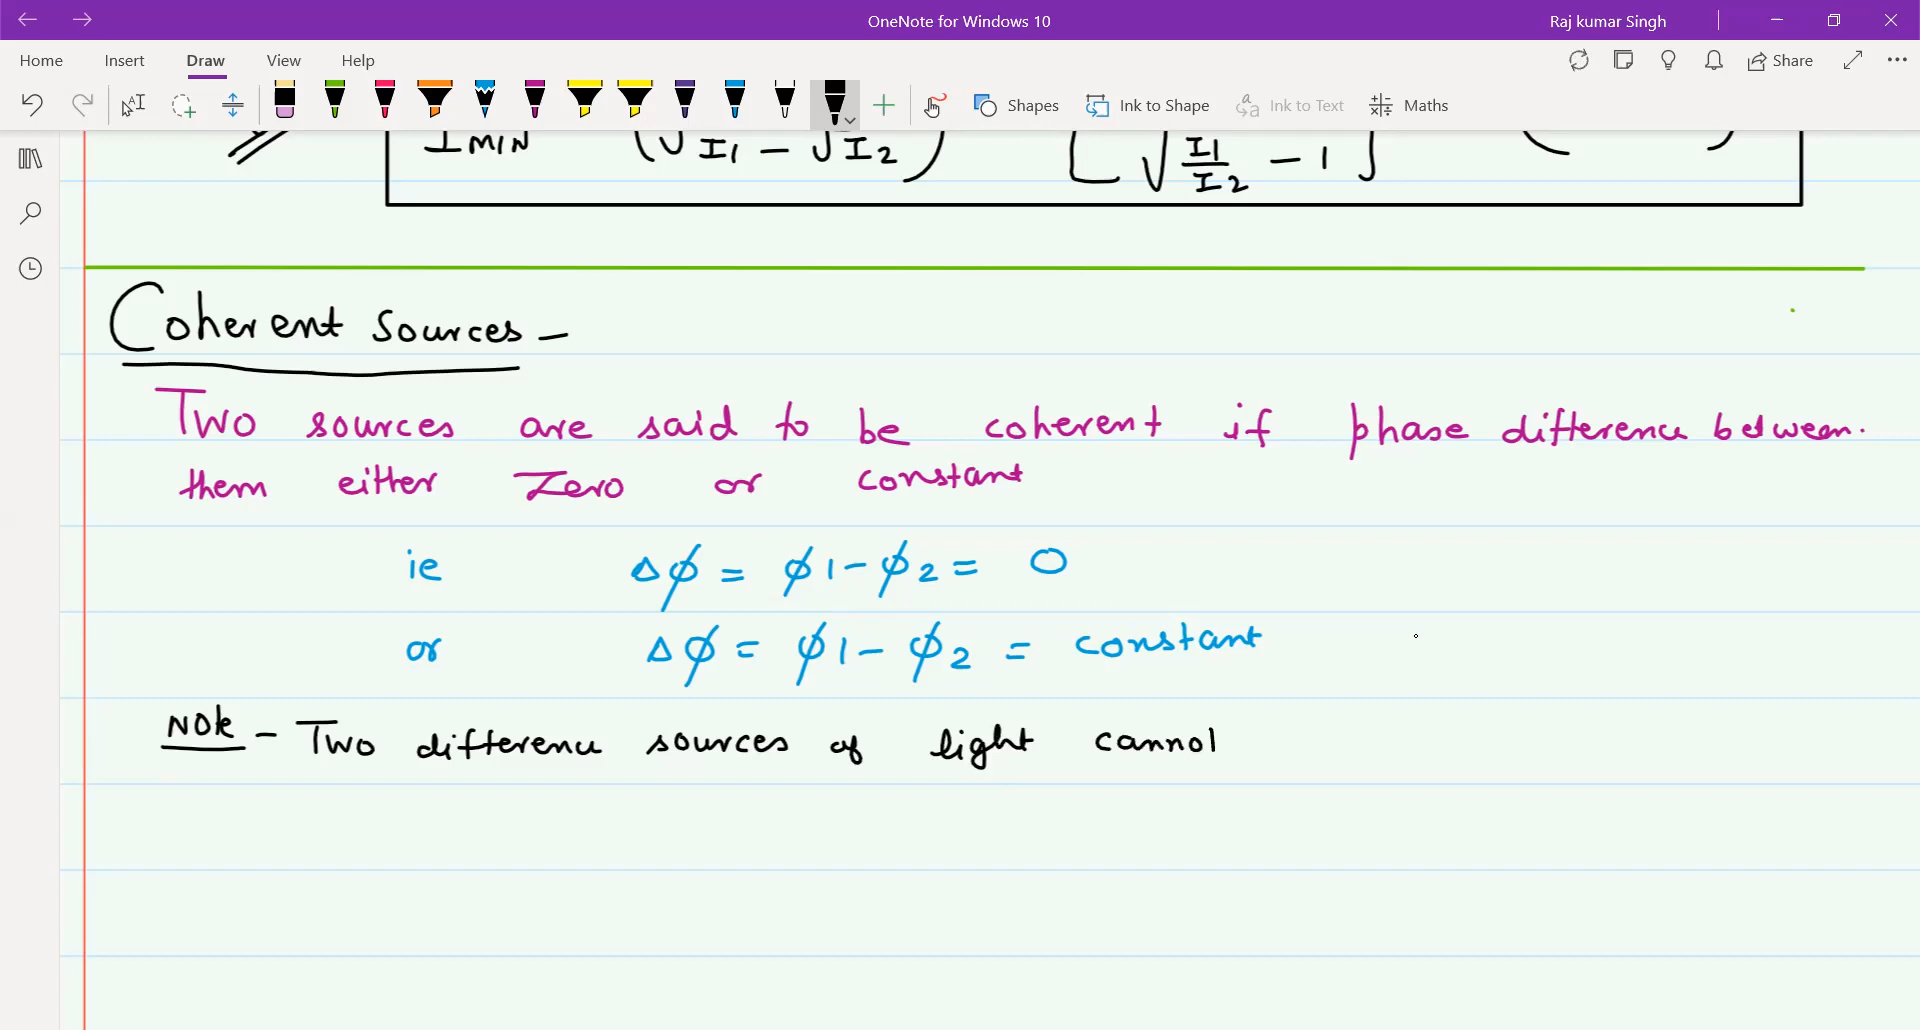 OneNote for Windows 10
Raj kumar Singh
Home Insert Draw View Help
Share
Shapes Ink to Shape Ink to Text Maths
IMIN (√I1 - √I2) [√I1/I2 - 1]
Coherent sources -
Two sources are said to be coherent if phase difference between.
them either Zero or constant
ie Δϕ = ϕ1 - ϕ2 = 0
or Δϕ = ϕ1 - ϕ2 = constant
Note - Two difference sources of light cannol